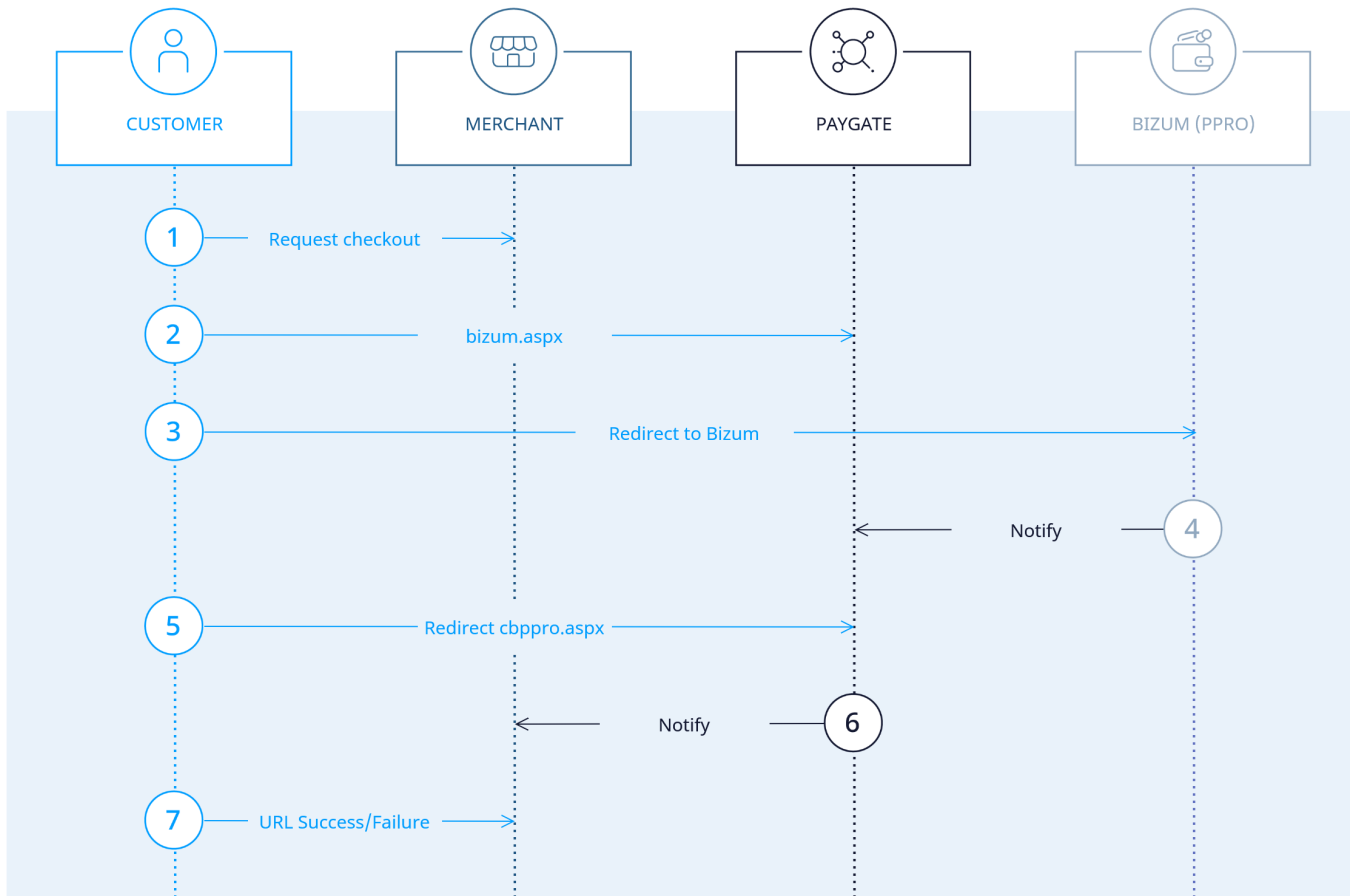 CUSTOMER
MERCHANT
PAYGATE
BIZUM (PPRO)
1
Request checkout
2
bizum.aspx
3
Redirect to Bizum
Notify
4
5
Redirect cbppro.aspx
Notify
6
7
URL Success/Failure